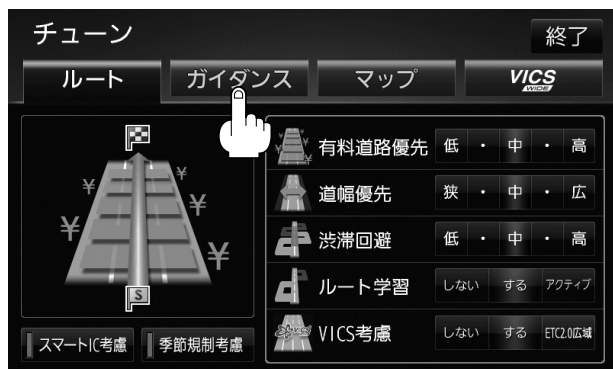 チューン
終了
ルート ガイダンス マップ VICS WIDE
¥ ¥
¥ ¥
¥ ¥
S
有料道路優先 低 ・ 中 ・ 高
道幅優先 狭 ・ 中 ・ 広
渋滞回避 低 ・ 中 ・ 高
ルート学習 しない する アクティブ
VICS考慮 しない する ETC2.0広域
スマートIC考慮 季節規制考慮